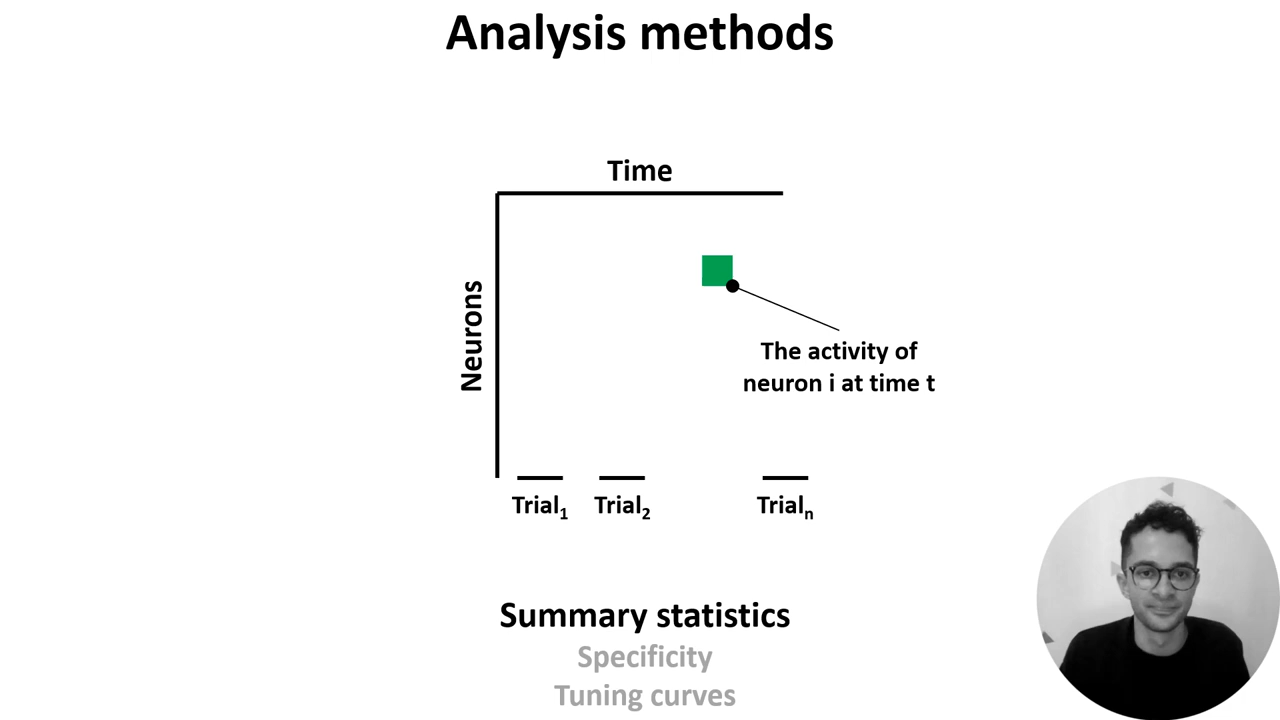 Analysis methods
Time
Neurons
The activity of
neuron i at time t
Trial₁ Trial₂ Trialₙ
Summary statistics
Specificity
Tuning curves